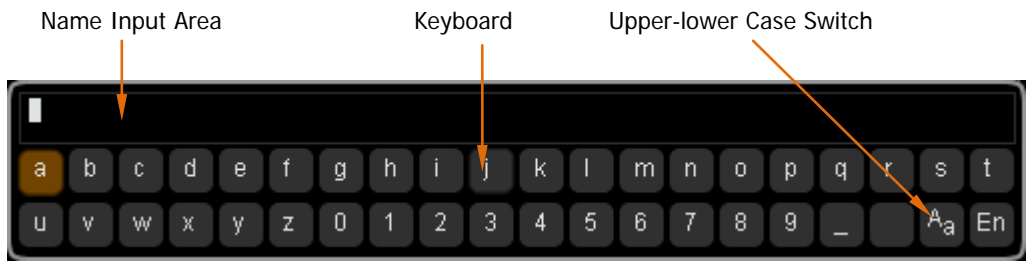 Name Input Area Keyboard Upper-lower Case Switch
a b c d e f g h i j k l m n o p q r s t
u v w x y z 0 1 2 3 4 5 6 7 8 9 _ Aa En